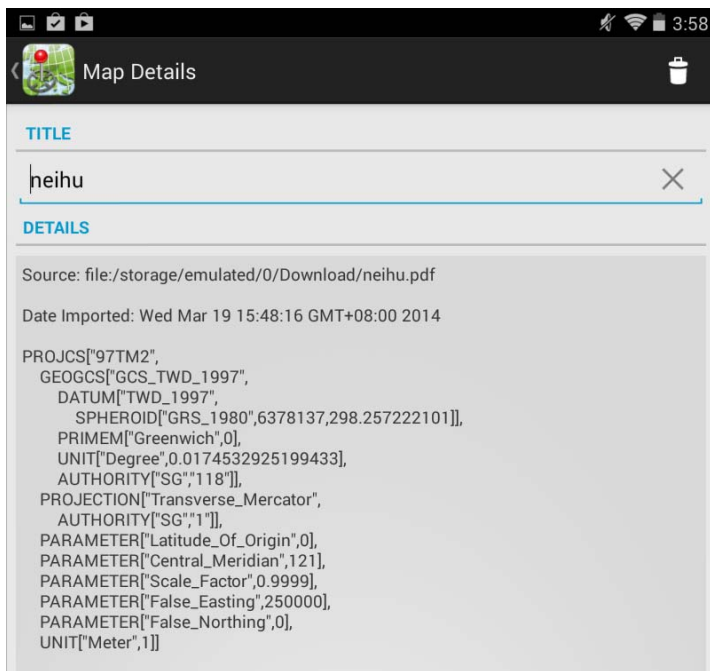 3:58
Map Details
TITLE
neihu
DETAILS
Source: file:/storage/emulated/0/Download/neihu.pdf
Date Imported: Wed Mar 19 15:48:16 GMT+08:00 2014
PROJCS["97TM2",
GEOGCS["GCS_TWD_1997",
DATUM["TWD_1997",
SPHEROID["GRS_1980",6378137,298.257222101]],
PRIMEM["Greenwich",0],
UNIT["Degree",0.0174532925199433],
AUTHORITY["SG","118"]],
PROJECTION["Transverse_Mercator",
AUTHORITY["SG","1"]],
PARAMETER["Latitude_Of_Origin",0],
PARAMETER["Central_Meridian",121],
PARAMETER["Scale_Factor",0.9999],
PARAMETER["False_Easting",250000],
PARAMETER["False_Northing",0],
UNIT["Meter",1]]